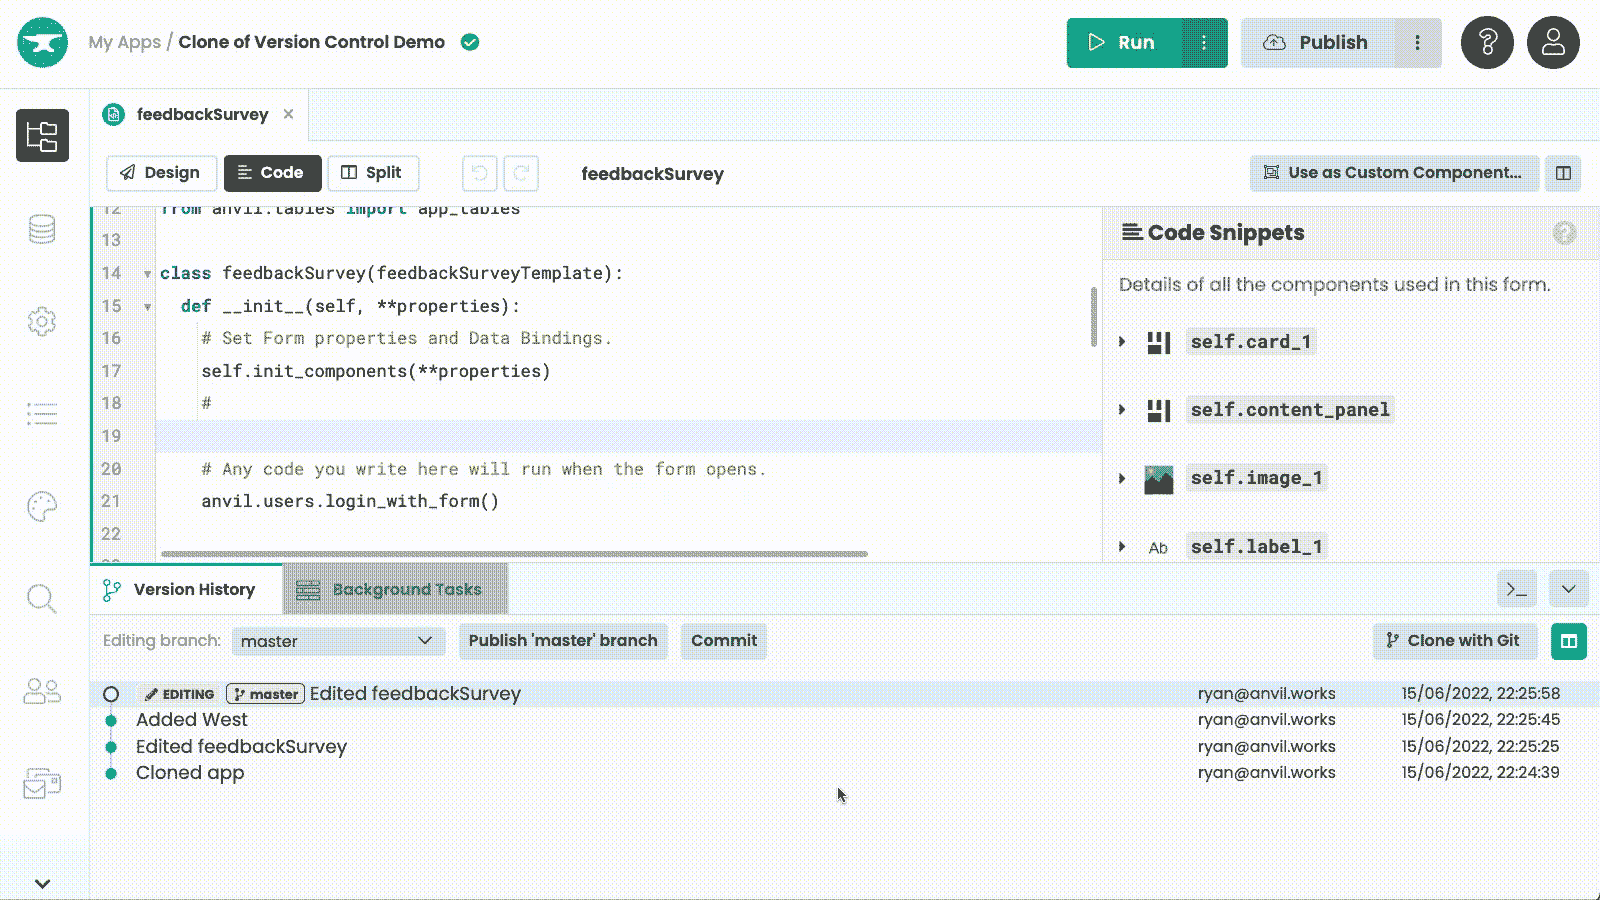 My Apps / Clone of Version Control Demo
Run
Publish
feedbackSurvey
Design
Code
Split
feedbackSurvey
Use as Custom Component...
12 from anvil.tables import app_tables
13
14 class feedbackSurvey(feedbackSurveyTemplate):
15 def __init__(self, **properties):
16 # Set Form properties and Data Bindings.
17 self.init_components(**properties)
18 #
19
20 # Any code you write here will run when the form opens.
21 anvil.users.login_with_form()
22
Code Snippets
Details of all the components used in this form.
self.card_1
self.content_panel
self.image_1
Ab self.label_1
Version History
Background Tasks
Editing branch: master
Publish 'master' branch
Commit
Clone with Git
EDITING master Edited feedbackSurvey ryan@anvil.works 15/06/2022, 22:25:58
Added West ryan@anvil.works 15/06/2022, 22:25:45
Edited feedbackSurvey ryan@anvil.works 15/06/2022, 22:25:25
Cloned app ryan@anvil.works 15/06/2022, 22:24:39